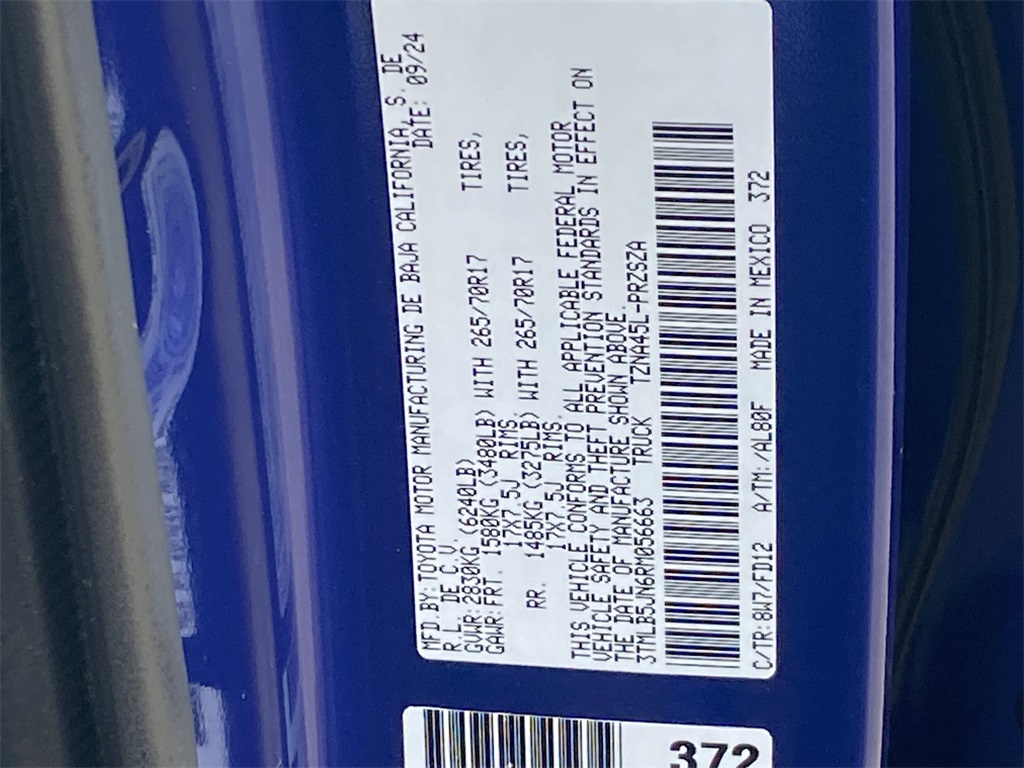 MFD.BY:TOYOTA MOTOR MANUFACTURING DE BAJA CALIFORNIA, S. DE
R.L. DE C.V. DATE: 09/24
GVWR:2830KG (6240LB)
GAWR:FRT. 1580KG (3480LB) WITH 265/70R17 TIRES,
17X7.5J RIMS
RR. 1485KG (3275LB) WITH 265/70R17 TIRES,
17X7.5J RIMS.
THIS VEHICLE CONFORMS TO ALL APPLICABLE FEDERAL MOTOR
VEHICLE SAFETY AND THEFT PREVENTION STANDARDS IN EFFECT ON
THE DATE OF MANUFACTURE SHOWN ABOVE.
3TMLB5JN6RM056663 TRUCK TZNA45L-PRZSZA
C/TR:8W7/FD12 A/TM:/AL80F MADE IN MEXICO 372
372